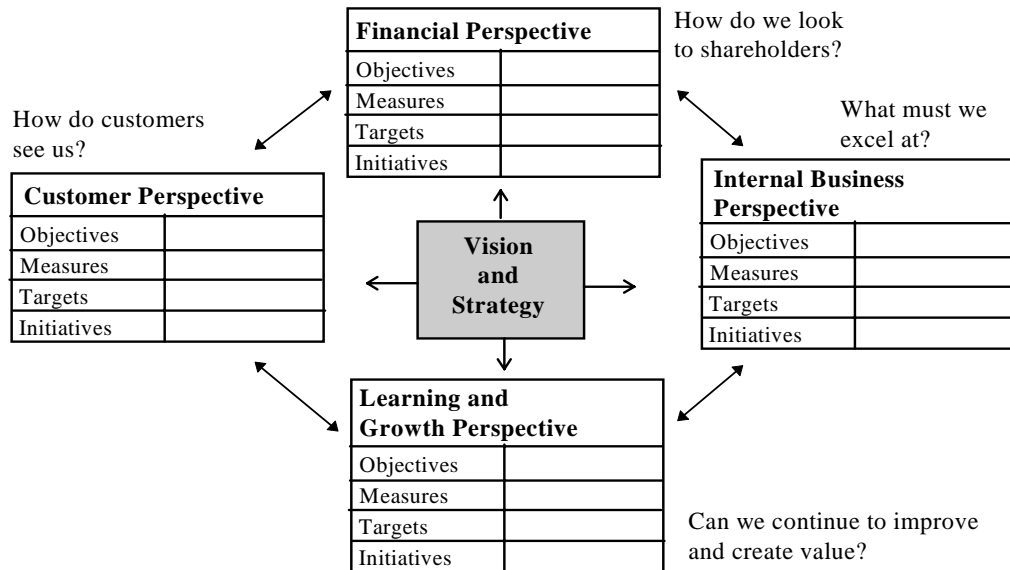 Financial Perspective
Objectives
Measures
Targets
Initiatives
How do we look
to shareholders?
How do customers
see us?
Customer Perspective
Objectives
Measures
Targets
Initiatives
Vision
and
Strategy
What must we
excel at?
Internal Business
Perspective
Objectives
Measures
Targets
Initiatives
Learning and
Growth Perspective
Objectives
Measures
Targets
Initiatives
Can we continue to improve
and create value?